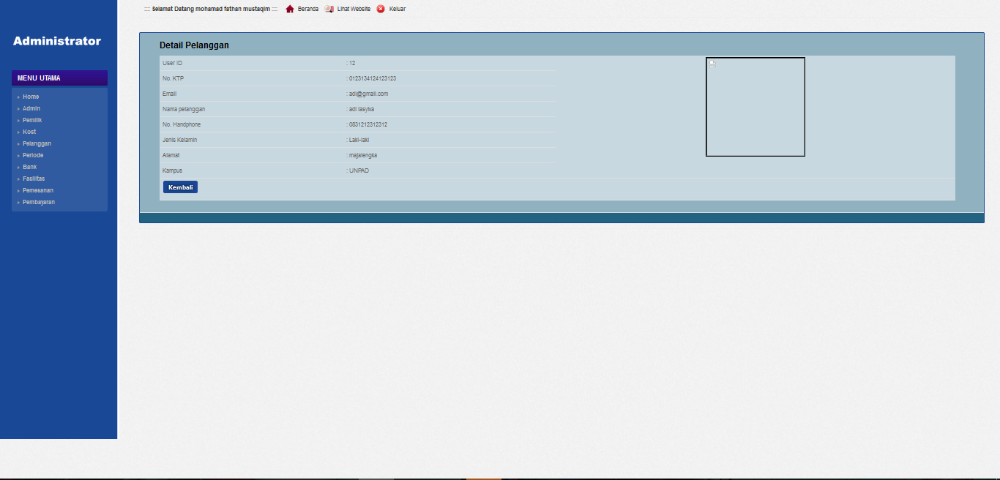 :::: Selamat Datang mohamad fathan mustaqim :::: Beranda Lihat Website Keluar
Administrator
MENU UTAMA
Home
Admin
Pemilik
Kost
Pelanggan
Periode
Bank
Fasilitas
Pemesanan
Pembayaran
Detail Pelanggan
User ID : 12
No. KTP : 0123134124123123
Email : adi@gmail.com
Nama pelanggan : adi lasylva
No. Handphone : 0831212312312
Jenis Kelamin : Laki-laki
Alamat : majalengka
Kampus : UNPAD
Kembali